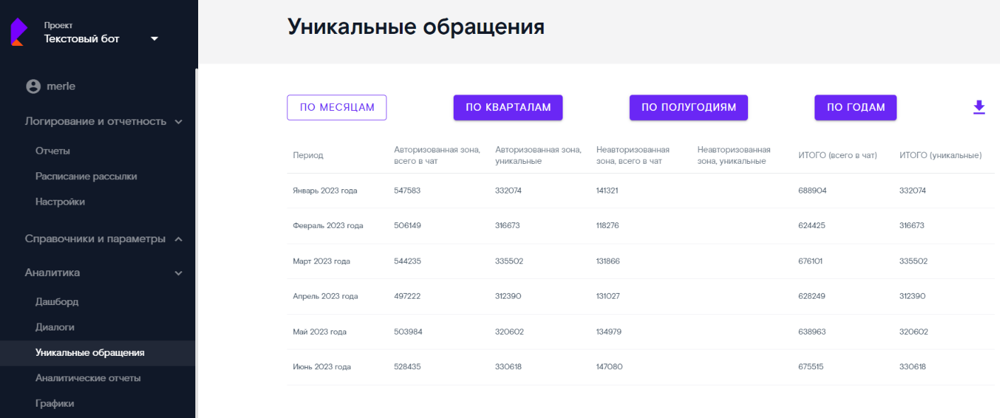 Проект
Текстовый бот
merle
Логирование и отчетность
Отчеты
Расписание рассылки
Настройки
Справочники и параметры
Аналитика
Дашборд
Диалоги
Уникальные обращения
Аналитические отчеты
Графики
Уникальные обращения
ПО МЕСЯЦАМ ПО КВАРТАЛАМ ПО ПОЛУГОДИЯМ ПО ГОДАМ
Период Авторизованная зона, всего в чат Авторизованная зона, уникальные Неавторизованная зона, всего в чат Неавторизованная зона, уникальные ИТОГО (всего в чат) ИТОГО (уникальные)
Январь 2023 года 547583 332074 141321 688904 332074
Февраль 2023 года 506149 316673 118276 624425 316673
Март 2023 года 544235 335502 131866 676101 335502
Апрель 2023 года 497222 312390 131027 628249 312390
Май 2023 года 503984 320602 134979 638963 320602
Июнь 2023 года 528435 330618 147080 675515 330618